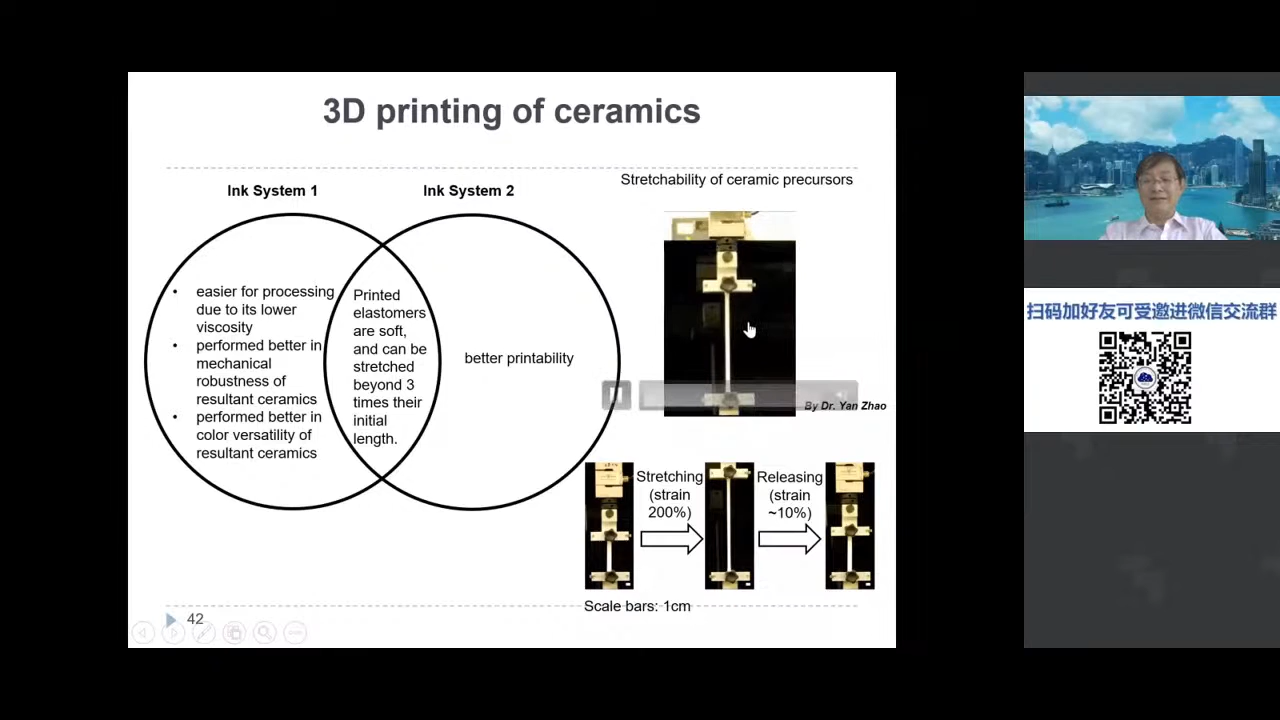 3D printing of ceramics
Ink System 1
Ink System 2
• easier for processing
due to its lower
viscosity
• performed better in
mechanical
robustness of
resultant ceramics
• performed better in
color versatility of
resultant ceramics
Printed
elastomers
are soft,
and can be
stretched
beyond 3
times their
initial
length.
better printability
Stretchability of ceramic precursors
By Dr. Yan Zhao
Stretching
(strain
200%)
Releasing
(strain
~10%)
Scale bars: 1cm
42
扫码加好友可受邀进微信交流群